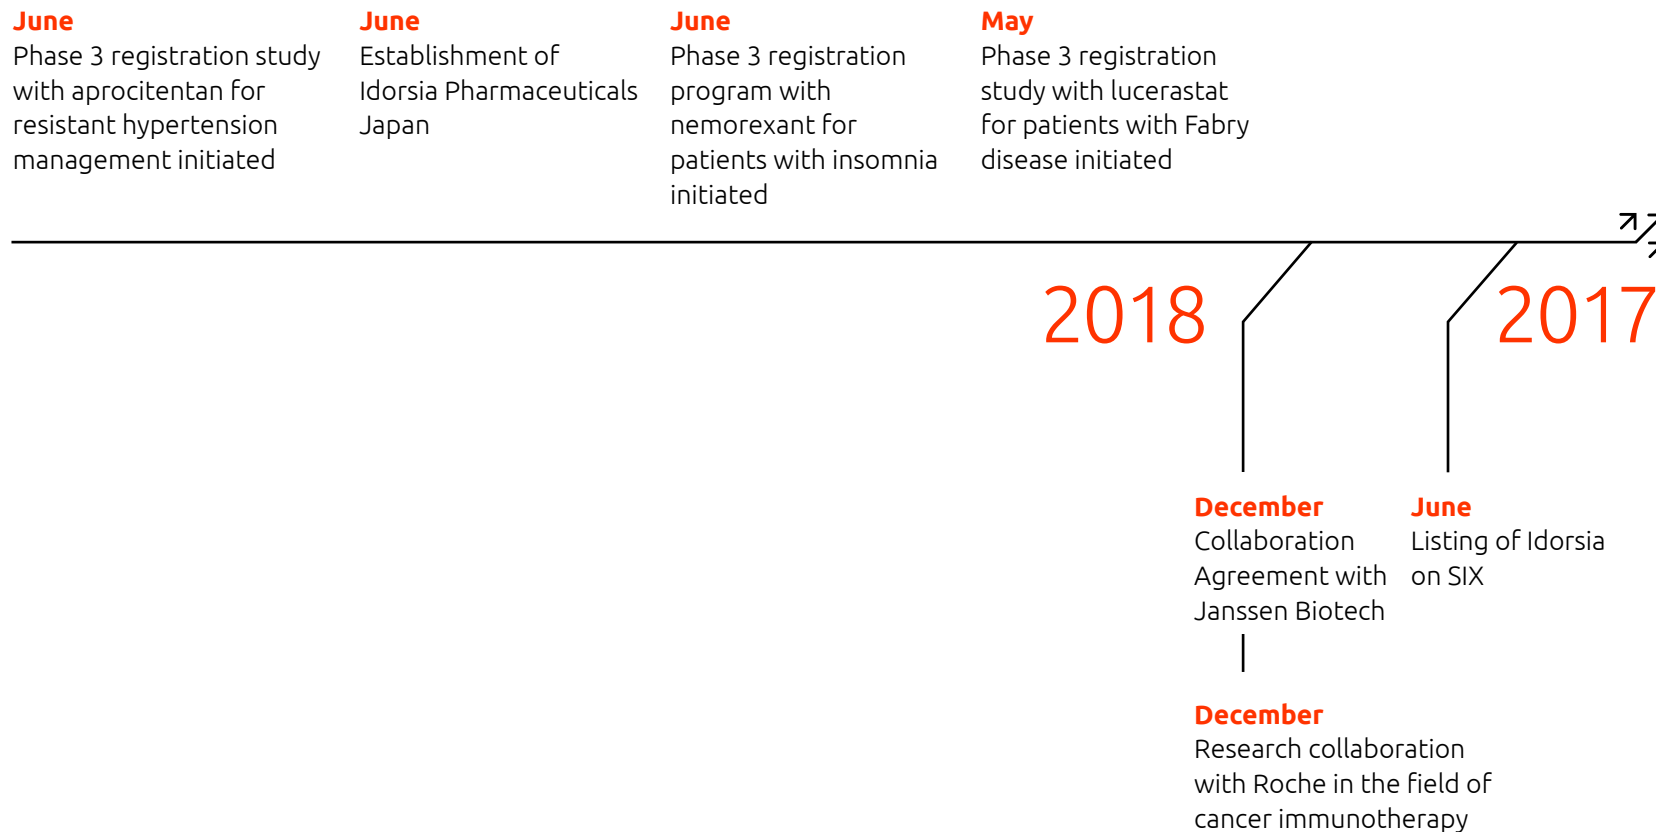 June
Phase 3 registration study
with aprocitentan for
resistant hypertension
management initiated
June
Establishment of
Idorsia Pharmaceuticals
Japan
June
Phase 3 registration
program with
nemorexant for
patients with insomnia
initiated
May
Phase 3 registration
study with lucerastat
for patients with Fabry
disease initiated
2018
2017
December
Collaboration
Agreement with
Janssen Biotech
June
Listing of Idorsia
on SIX
December
Research collaboration
with Roche in the field of
cancer immunotherapy